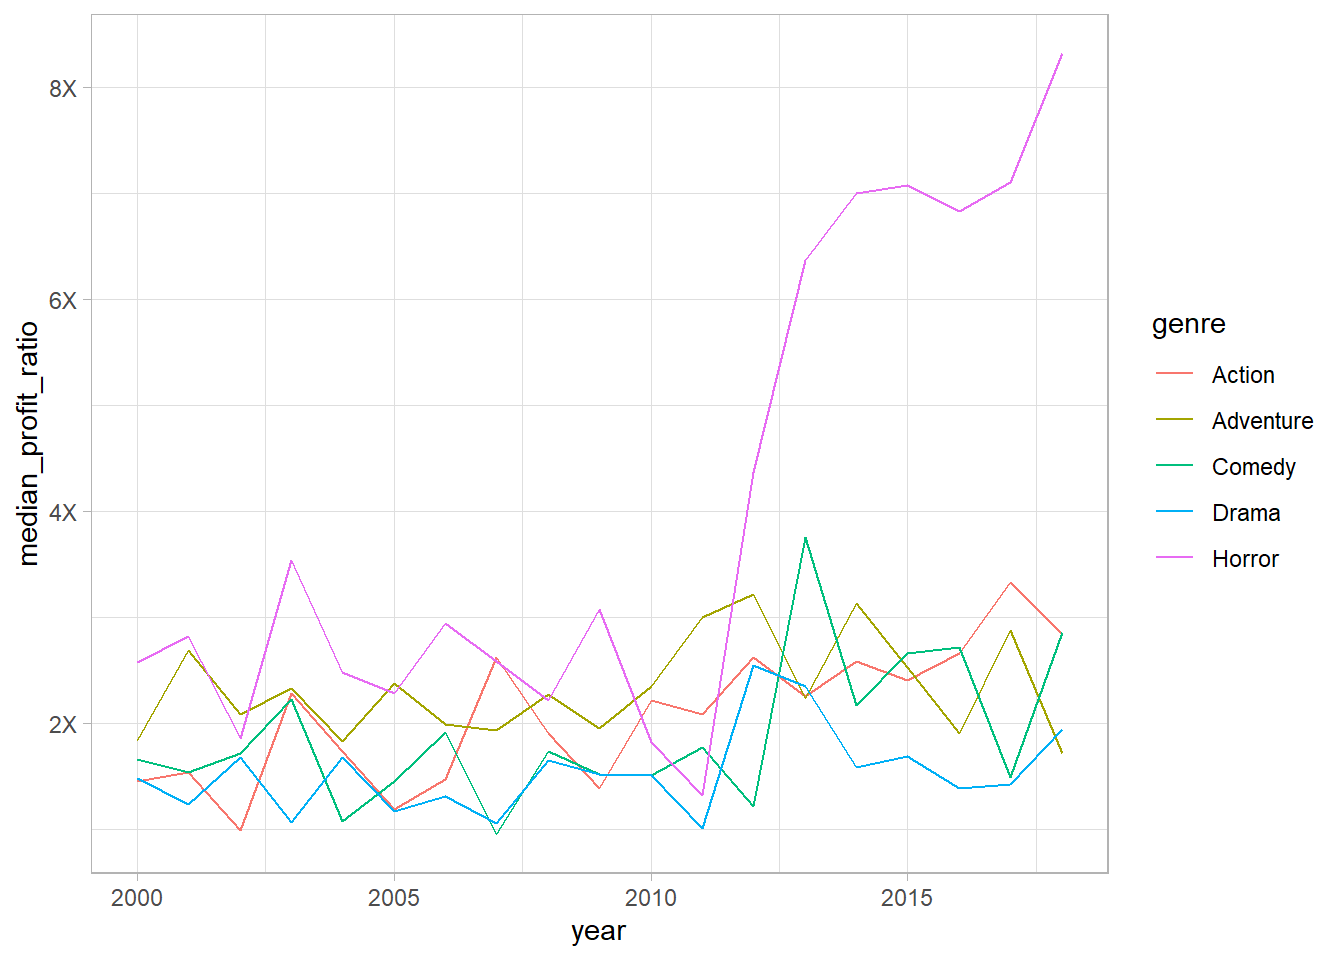 8X
6X
4X
2X
median_profit_ratio
2000 2005 2010 2015
year
genre
Action
Adventure
Comedy
Drama
Horror